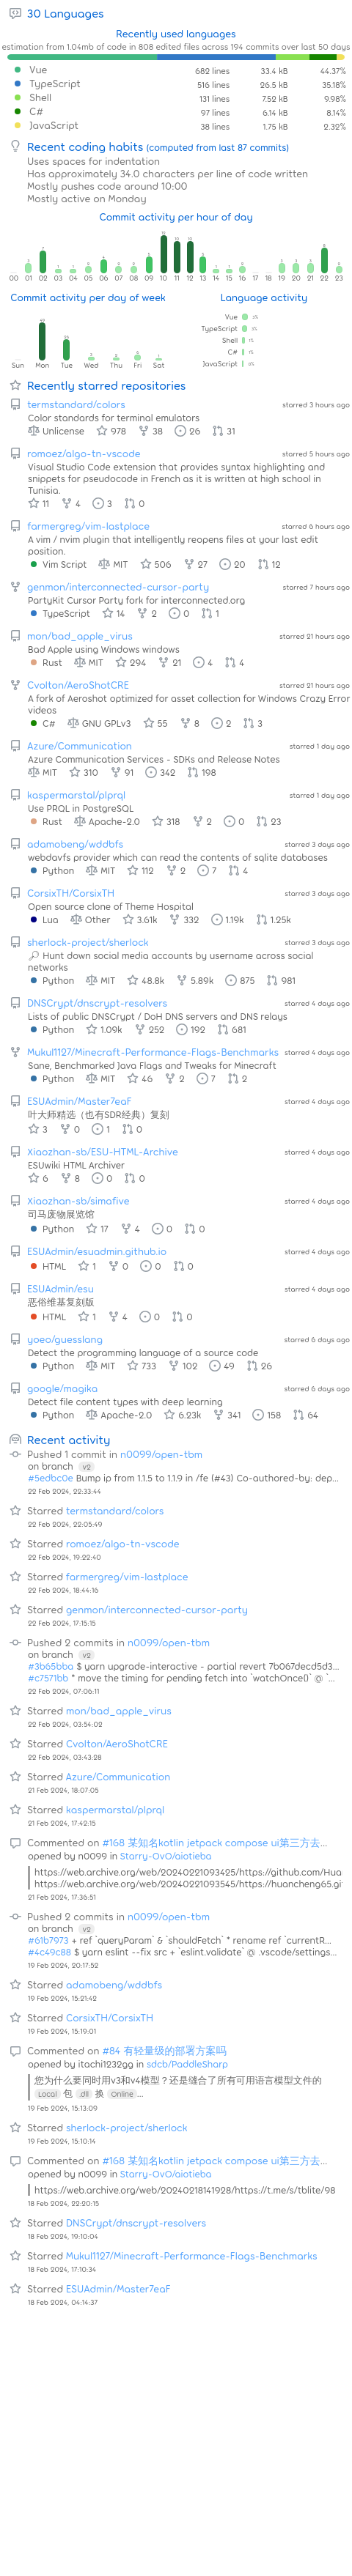 30 Languages
Recently used languages
estimation from 1.04mb of code in 808 edited files across 194 commits over last 50 days
Vue 682 lines 33.4 kB 44.37%
TypeScript 516 lines 26.5 kB 35.18%
Shell 131 lines 7.52 kB 9.98%
C# 97 lines 6.14 kB 8.14%
JavaScript 38 lines 1.75 kB 2.32%
Recent coding habits (computed from last 87 commits)
Uses spaces for indentation
Has approximately 34.0 characters per line of code written
Mostly pushes code around 10:00
Mostly active on Monday
Commit activity per hour of day
00 01 02 03 04 05 06 07 08 09 10 11 12 13 14 15 16 17 18 19 20 21 22 23
Commit activity per day of week
Sun Mon Tue Wed Thu Fri Sat
Language activity
Vue
TypeScript
Shell
C#
JavaScript
Recently starred repositories
termstandard/colors starred 3 hours ago
Color standards for terminal emulators
Unlicense 978 38 26 31
romoez/algo-tn-vscode starred 5 hours ago
Visual Studio Code extension that provides syntax highlighting and
snippets for pseudocode in French as it is written at high school in
Tunisia.
11 4 3 0
farmergreg/vim-lastplace starred 6 hours ago
A vim / nvim plugin that intelligently reopens files at your last edit
position.
Vim Script MIT 506 27 20 12
genmon/interconnected-cursor-party starred 7 hours ago
PartyKit Cursor Party fork for interconnected.org
TypeScript 14 2 0 1
mon/bad_apple_virus starred 21 hours ago
Bad Apple using Windows windows
Rust MIT 294 21 4 4
Cvolton/AeroShotCRE starred 21 hours ago
A fork of Aeroshot optimized for asset collection for Windows Crazy Error
videos
C# GNU GPLv3 55 8 2 3
Azure/Communication starred 1 day ago
Azure Communication Services - SDKs and Release Notes
MIT 310 91 342 198
kaspermarstal/plprql starred 1 day ago
Use PRQL in PostgreSQL
Rust Apache-2.0 318 2 0 23
adamobeng/wddbfs starred 3 days ago
webdavfs provider which can read the contents of sqlite databases
Python MIT 112 2 7 4
CorsixTH/CorsixTH starred 3 days ago
Open source clone of Theme Hospital
Lua Other 3.61k 332 1.19k 1.25k
sherlock-project/sherlock starred 3 days ago
🔎 Hunt down social media accounts by username across social
networks
Python MIT 48.8k 5.89k 875 981
DNSCrypt/dnscrypt-resolvers starred 4 days ago
Lists of public DNSCrypt / DoH DNS servers and DNS relays
Python 1.09k 252 192 681
Mukul1127/Minecraft-Performance-Flags-Benchmarks starred 4 days ago
Sane, Benchmarked Java Flags and Tweaks for Minecraft
Python MIT 46 2 7 2
ESUAdmin/Master7eaF starred 4 days ago
叶大师精选（也有SDR经典）复刻
3 0 1 0
Xiaozhan-sb/ESU-HTML-Archive starred 4 days ago
ESUwiki HTML Archiver
6 8 0 0
Xiaozhan-sb/simafive starred 4 days ago
司马废物展览馆
Python 17 4 0 0
ESUAdmin/esuadmin.github.io starred 4 days ago
HTML 1 0 0 0
ESUAdmin/esu starred 4 days ago
恶俗维基复刻版
HTML 1 4 0 0
yoeo/guesslang starred 6 days ago
Detect the programming language of a source code
Python MIT 733 102 49 26
google/magika starred 6 days ago
Detect file content types with deep learning
Python Apache-2.0 6.23k 341 158 64
Recent activity
Pushed 1 commit in n0099/open-tbm
on branch v2
#5edbc0e Bump ip from 1.1.5 to 1.1.9 in /fe (#43) Co-authored-by: dep...
22 Feb 2024, 22:33:44
Starred termstandard/colors
22 Feb 2024, 22:05:49
Starred romoez/algo-tn-vscode
22 Feb 2024, 19:22:40
Starred farmergreg/vim-lastplace
22 Feb 2024, 18:44:16
Starred genmon/interconnected-cursor-party
22 Feb 2024, 17:15:15
Pushed 2 commits in n0099/open-tbm
on branch v2
#3b65bba $ yarn upgrade-interactive - partial revert 7b067decd5d3...
#c7571bb * move the timing for pending fetch into `watchOnce()` @ `...
22 Feb 2024, 07:06:11
Starred mon/bad_apple_virus
22 Feb 2024, 03:54:02
Starred Cvolton/AeroShotCRE
22 Feb 2024, 03:43:28
Starred Azure/Communication
21 Feb 2024, 18:07:05
Starred kaspermarstal/plprql
21 Feb 2024, 17:42:15
Commented on #168 某知名kotlin jetpack compose ui第三方去...
opened by n0099 in Starry-OvO/aiotieba
https://web.archive.org/web/20240221093425/https://github.com/Hua
https://web.archive.org/web/20240221093545/https://huancheng65.gi
21 Feb 2024, 17:36:51
Pushed 2 commits in n0099/open-tbm
on branch v2
#61b7973 + ref `queryParam` & `shouldFetch` * rename ref `currentR...
#4c49c88 $ yarn eslint --fix src + `eslint.validate` @ .vscode/settings...
19 Feb 2024, 20:17:52
Starred adamobeng/wddbfs
19 Feb 2024, 15:21:42
Starred CorsixTH/CorsixTH
19 Feb 2024, 15:19:01
Commented on #84 有轻量级的部署方案吗
opened by itachi1232gg in sdcb/PaddleSharp
您为什么要同时用v3和v4模型？还是缝合了所有可用语言模型文件的
Local 包 .dll 换 Online...
19 Feb 2024, 15:13:09
Starred sherlock-project/sherlock
19 Feb 2024, 15:10:14
Commented on #168 某知名kotlin jetpack compose ui第三方去...
opened by n0099 in Starry-OvO/aiotieba
https://web.archive.org/web/20240218141928/https://t.me/s/tblite/98
18 Feb 2024, 22:20:15
Starred DNSCrypt/dnscrypt-resolvers
18 Feb 2024, 19:10:04
Starred Mukul1127/Minecraft-Performance-Flags-Benchmarks
18 Feb 2024, 17:10:34
Starred ESUAdmin/Master7eaF
18 Feb 2024, 04:14:37